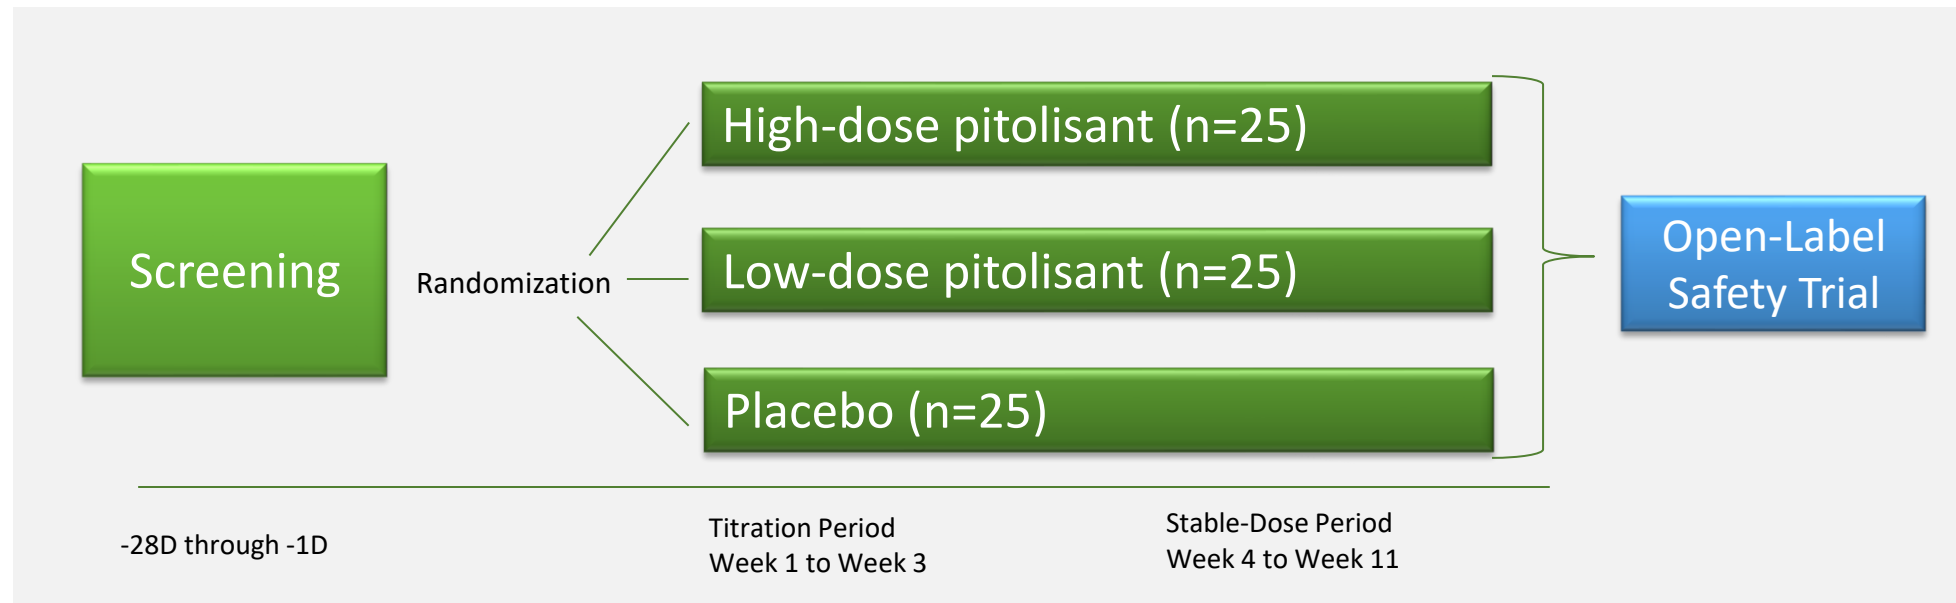 Screening
Randomization
High-dose pitolisant (n=25)
Low-dose pitolisant (n=25)
Placebo (n=25)
Open-Label
Safety Trial
-28D through -1D
Titration Period
Week 1 to Week 3
Stable-Dose Period
Week 4 to Week 11